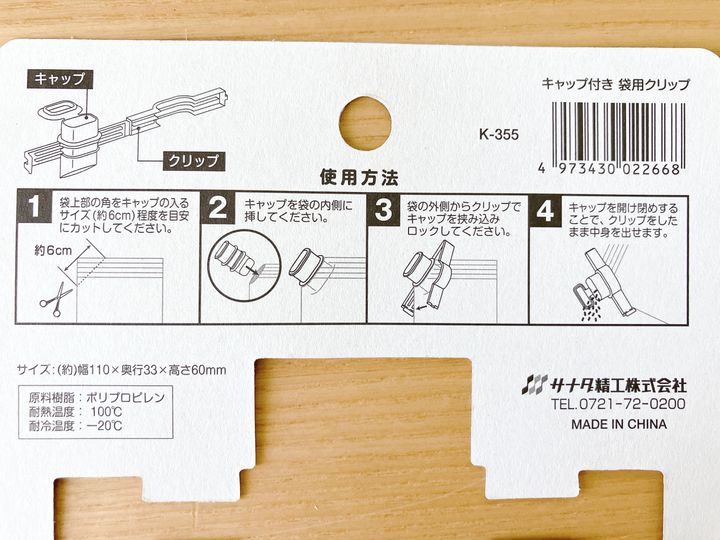 キャップ
クリップ
キャップ付き 袋用クリップ
K-355
4 973430 022668
使用方法
1
袋上部の角をキャップの入る
サイズ(約6cm)程度を目安
にカットしてください。
約6cm
2
キャップを袋の内側に
挿してください。
3
袋の外側からクリップで
キャップを挟み込み
ロックしてください。
4
キャップを開け閉めする
ことで、クリップをした
まま中身を出せます。
サイズ:(約)幅110×奥行33×高さ60mm
原料樹脂:ポリプロピレン
耐熱温度: 100℃
耐冷温度:−20℃
サナダ精工株式会社
TEL.0721-72-0200
MADE IN CHINA